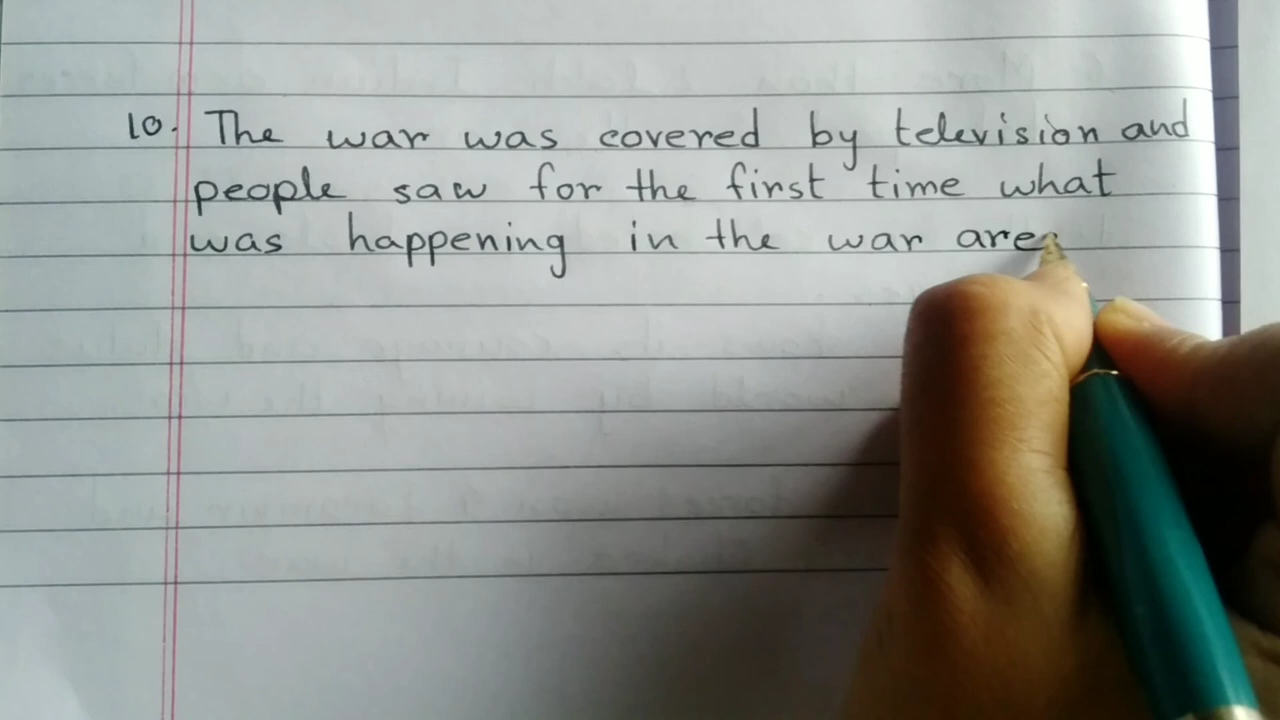 10. The war was covered by television and
people saw for the first time what
was happening in the war are